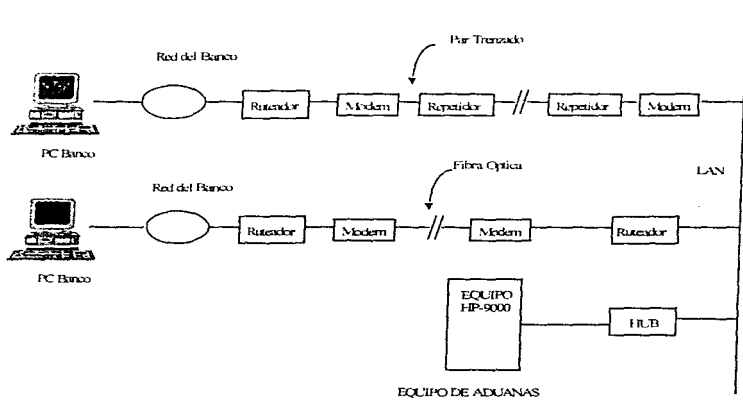 Par Trenzado
Red del Banco
Ruteador
Modem
Repetidor
Repetidor
Modem
PC Banco
LAN
Fibra Optica
Red del Banco
Ruteador
Modem
Modem
Ruteador
PC Banco
EQUIPO
HP-9000
HUB
EQUIPO DE ADUANAS